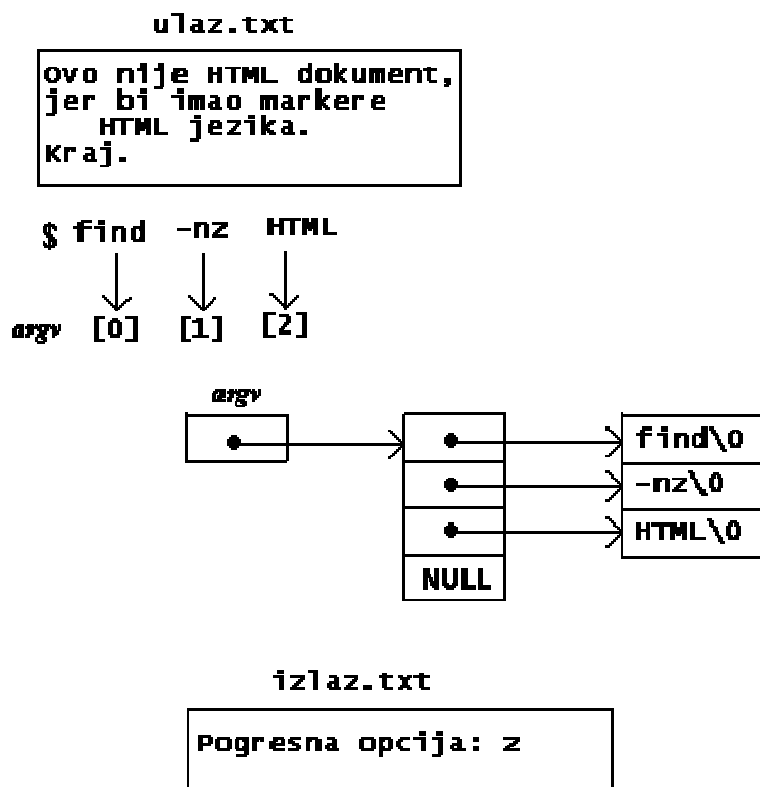 ulaz.txt
Ovo nije HTML dokument,
jer bi imao markere
HTML jezika.
Kraj.
$ find -nz HTML
argv [0] [1] [2]
argv
find\0
-nz\0
HTML\0
NULL
izlaz.txt
Pogresna opcija: z